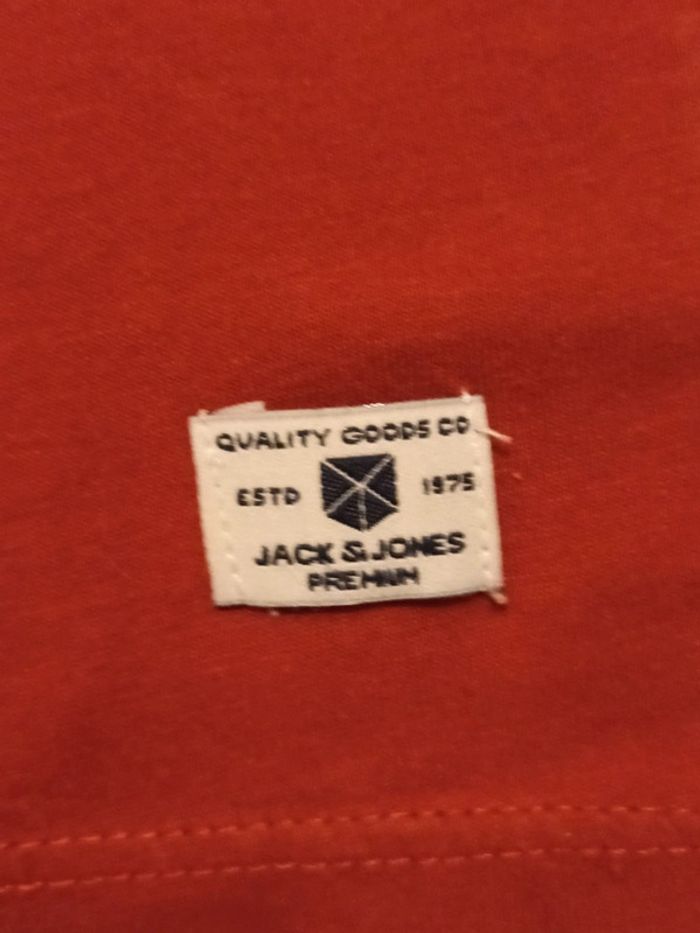 QUALITY GOODS CO
ESTD 1975
JACK & JONES
PREMIUM